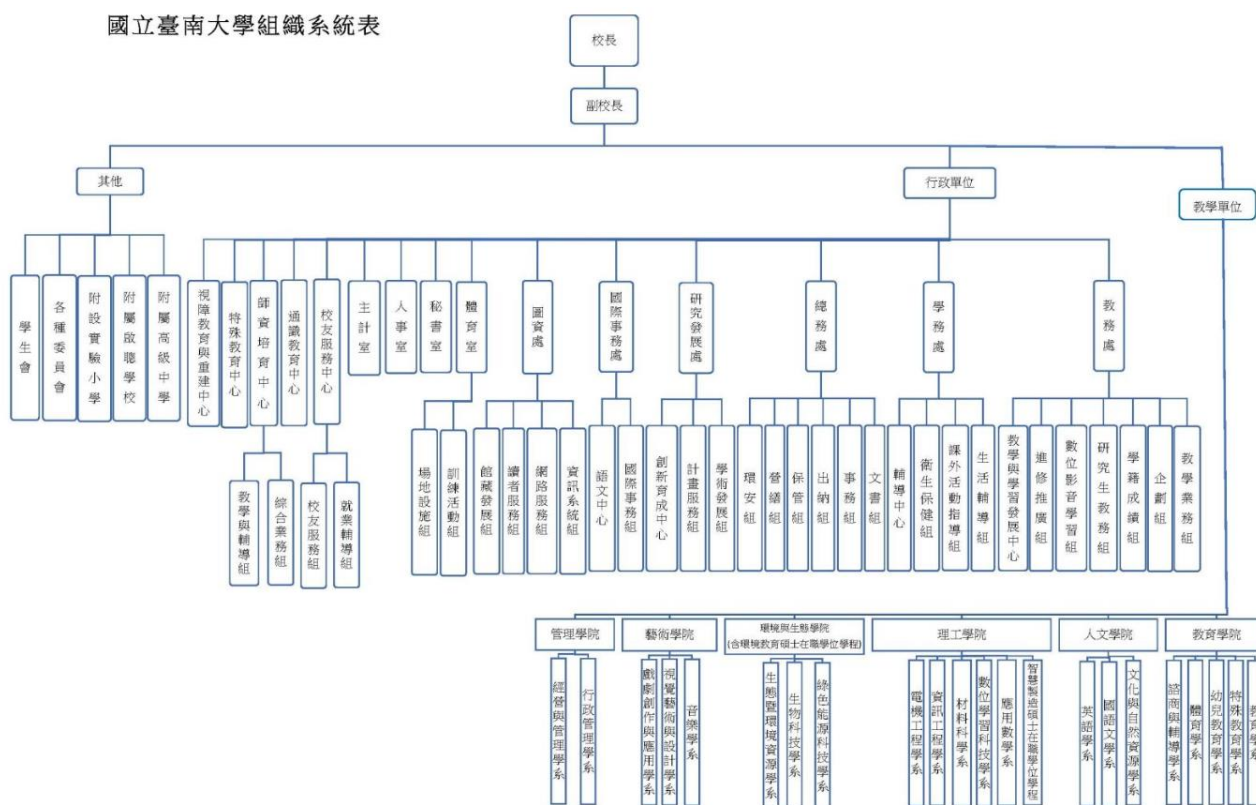 國立臺南大學組織系統表
校長
副校長
其他
行政單位
教學單位
學生會
各種委員會
附設實驗小學
附屬啟聰學校
附屬高級中學
視障教育與重建中心
特殊教育中心
師資培育中心
通識教育中心
校友服務中心
主計室
人事室
秘書室
體育室
圖資處
國際事務處
研究發展處
總務處
學務處
教務處
教學與輔導組
綜合業務組
校友服務組
就業輔導組
場地設施組
訓練活動組
館藏發展組
讀者服務組
網路服務組
資訊系統組
語文中心
國際事務組
創新育成中心
計畫服務組
學術發展組
環安組
營繕組
保管組
出納組
事務組
文書組
輔導中心
衛生保健組
課外活動指導組
生活輔導組
教學與學習發展中心
進修推廣組
數位影音學習組
研究生教務組
學籍成績組
企劃組
教學業務組
管理學院
藝術學院
環境與生態學院
(含環境教育碩士在職學位學程)
理工學院
人文學院
教育學院
經營與管理學系
行政管理學系
戲劇創作與應用學系
視覺藝術與設計學系
音樂學系
生態暨環境資源學系
生物科技學系
綠色能源科技學系
電機工程學系
資訊工程學系
材料科學系
數位學習科技學系
應用數學系
智慧製造碩士在職學位學程
英語學系
國語文學系
文化與自然資源學系
諮商與輔導學系
體育學系
幼兒教育學系
特殊教育學系
教育學系